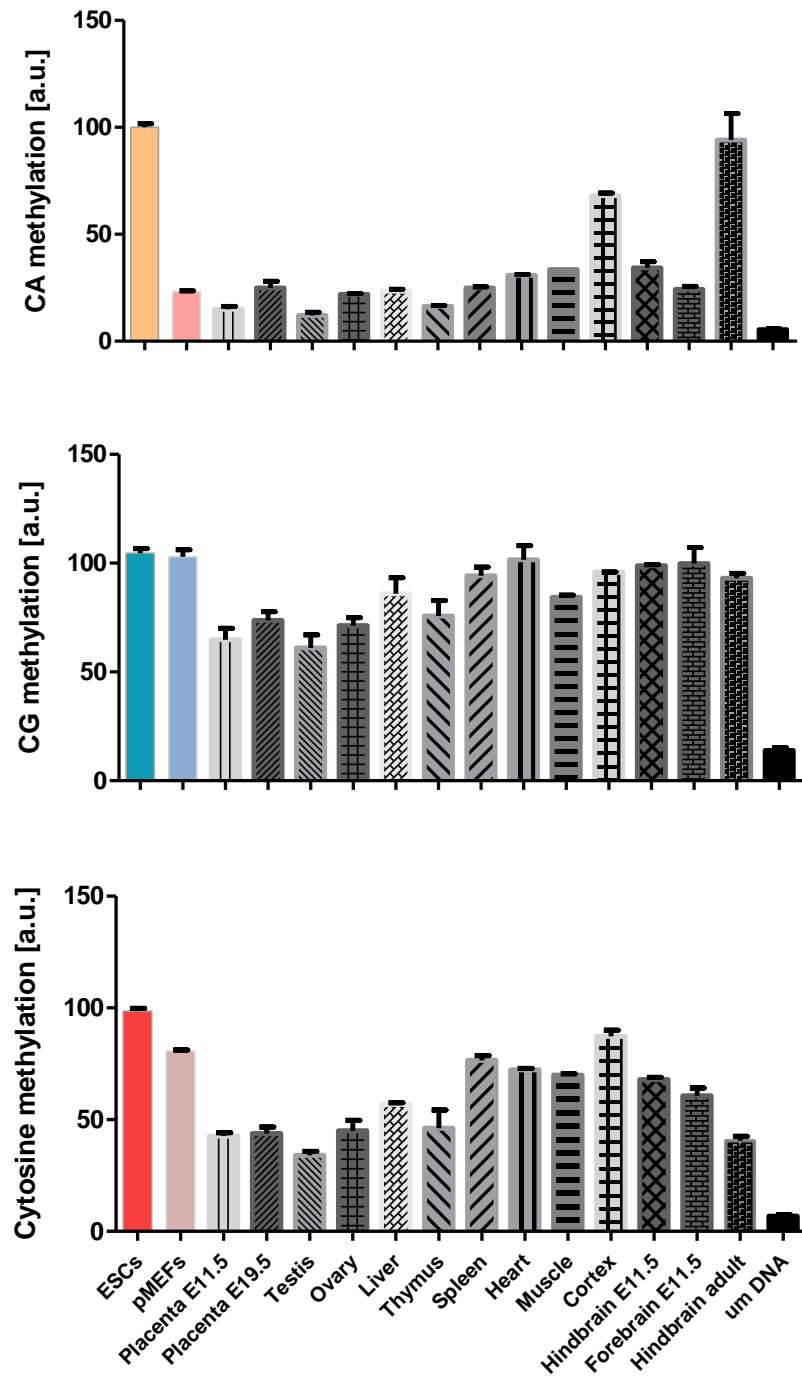 CA methylation [a.u.]
150
100
50
0
CG methylation [a.u.]
150
100
50
0
Cytosine methylation [a.u.]
150
100
50
0
ESCs
pMEFs
Placenta E11.5
Placenta E19.5
Testis
Ovary
Liver
Thymus
Spleen
Heart
Muscle
Cortex
Hindbrain E11.5
Forebrain E11.5
Hindbrain adult
um DNA